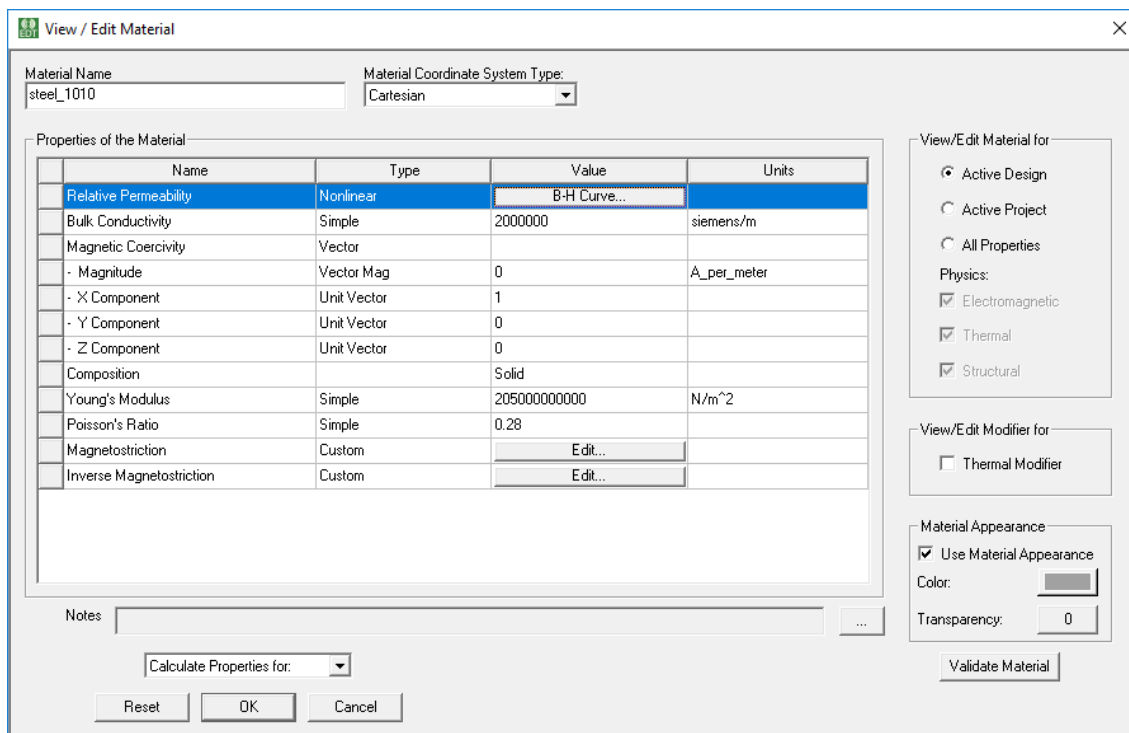 EDT View / Edit Material
Material Name
steel_1010
Material Coordinate System Type:
Cartesian
Properties of the Material
Name Type Value Units
Relative Permeability Nonlinear B-H Curve...
Bulk Conductivity Simple 2000000 siemens/m
Magnetic Coercivity Vector
- Magnitude Vector Mag 0 A_per_meter
- X Component Unit Vector 1
- Y Component Unit Vector 0
- Z Component Unit Vector 0
Composition Solid
Young's Modulus Simple 205000000000 N/m^2
Poisson's Ratio Simple 0.28
Magnetostriction Custom Edit...
Inverse Magnetostriction Custom Edit...
Notes
...
Calculate Properties for:
Reset OK Cancel
View/Edit Material for
Active Design
Active Project
All Properties
Physics:
Electromagnetic
Thermal
Structural
View/Edit Modifier for
Thermal Modifier
Material Appearance
Use Material Appearance
Color:
Transparency: 0
Validate Material